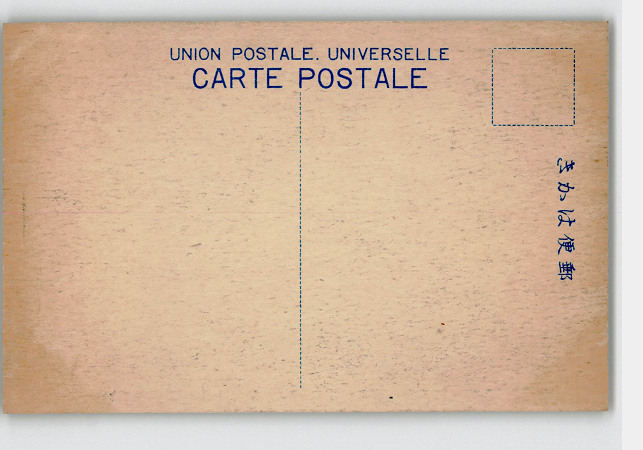 UNION POSTALE. UNIVERSELLE
CARTE POSTALE
きかは便郵